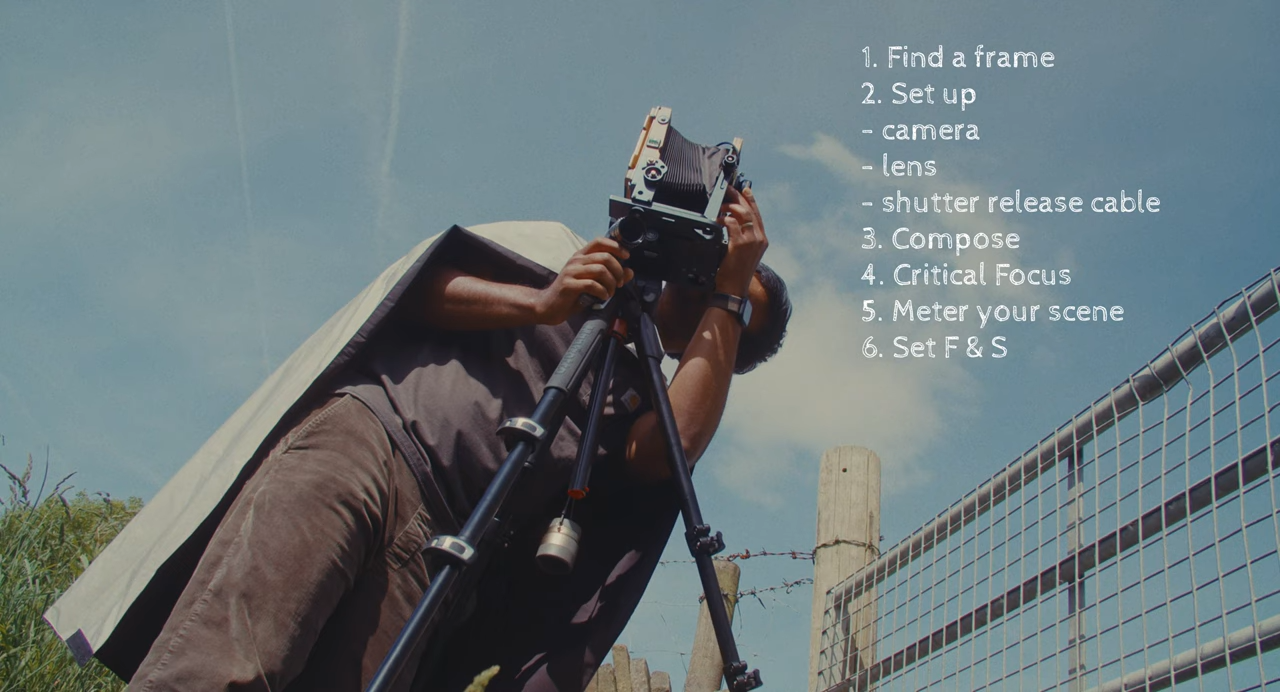 1. Find a frame
2. Set up
- camera
- lens
- shutter release cable
3. Compose
4. Critical Focus
5. Meter your scene
6. Set F & S